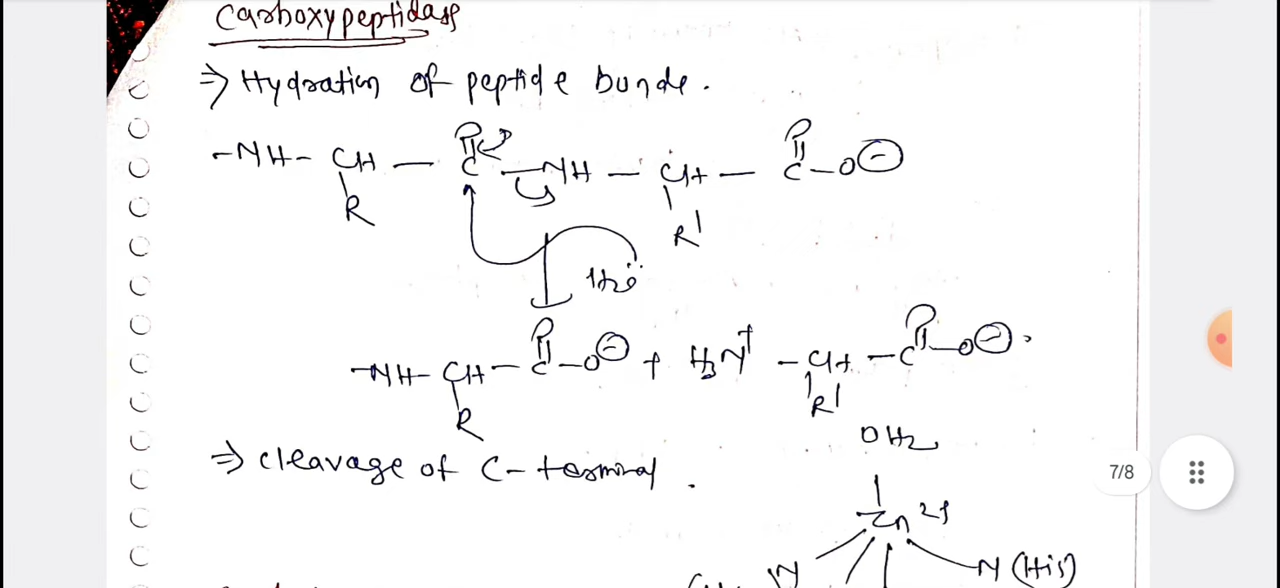 Carboxypeptidase
⇒ Hydration of peptide bonde.
-NH- CH — C — NH — CH — C-O⊖
O O
R R'
H2O
-NH- CH - C-O⊖ + H3N+ - CH - C-O⊖
O O
R R'
OH2
⇒ cleavage of C-terminal.
7/8
Zn2+
N N (His)